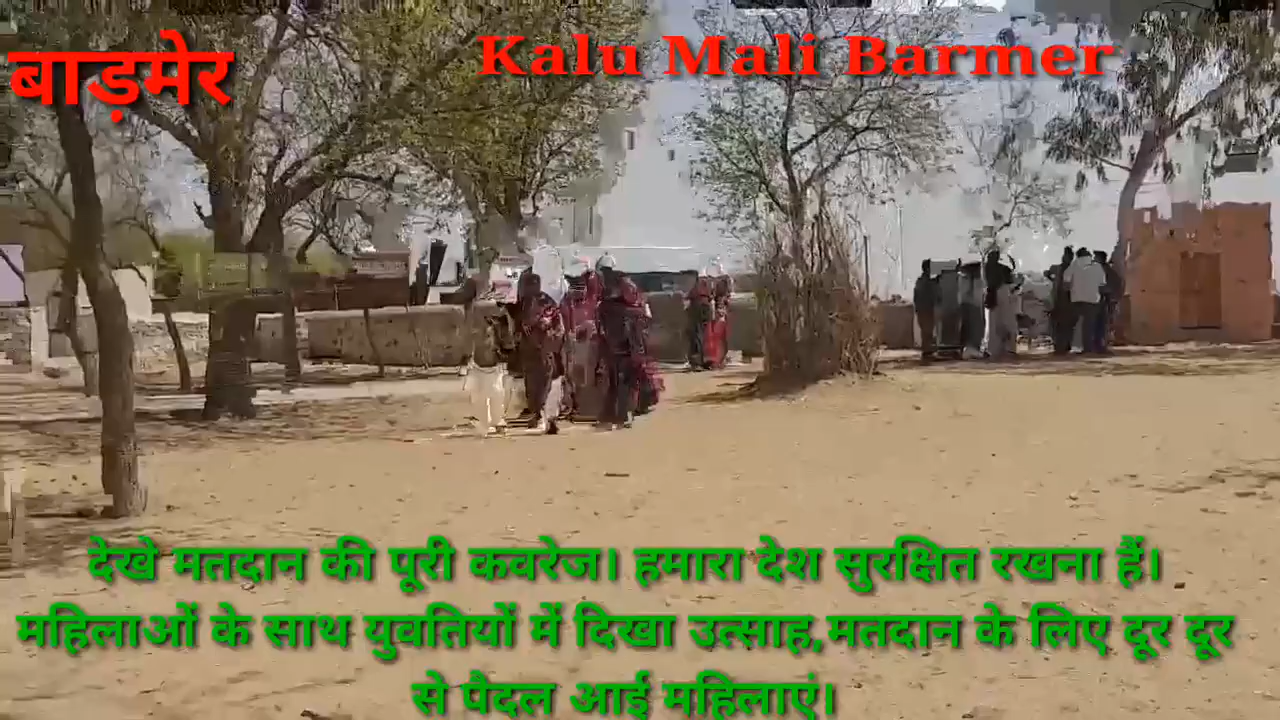 बाड़मेर
Kalu Mali Barmer
देखे मतदान की पूरी कवरेज। हमारा देश सुरक्षित रखना हैं।
महिलाओं के साथ युवतियों में दिखा उत्साह,मतदान के लिए दूर दूर
से पैदल आई महिलाएं।